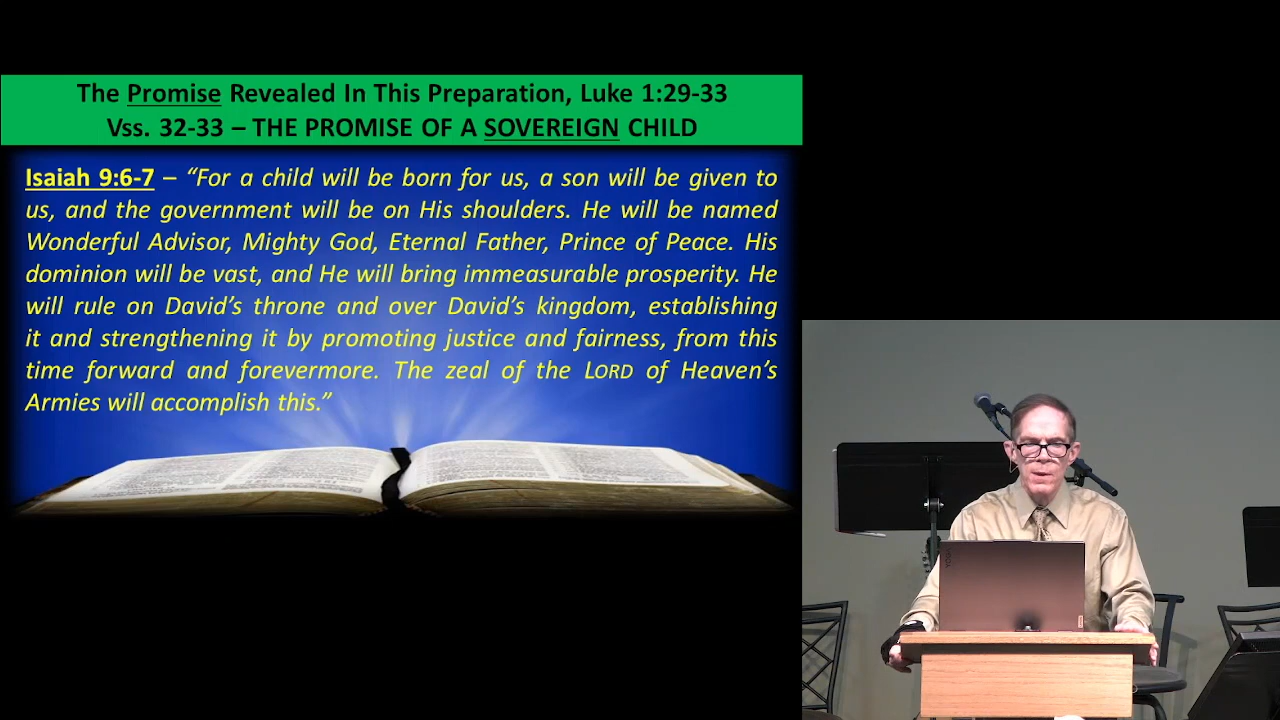 The Promise Revealed In This Preparation, Luke 1:29-33
Vss. 32-33 – THE PROMISE OF A SOVEREIGN CHILD
Isaiah 9:6-7 – “For a child will be born for us, a son will be given to
us, and the government will be on His shoulders. He will be named
Wonderful Advisor, Mighty God, Eternal Father, Prince of Peace. His
dominion will be vast, and He will bring immeasurable prosperity. He
will rule on David’s throne and over David’s kingdom, establishing
it and strengthening it by promoting justice and fairness, from this
time forward and forevermore. The zeal of the LORD of Heaven’s
Armies will accomplish this.”